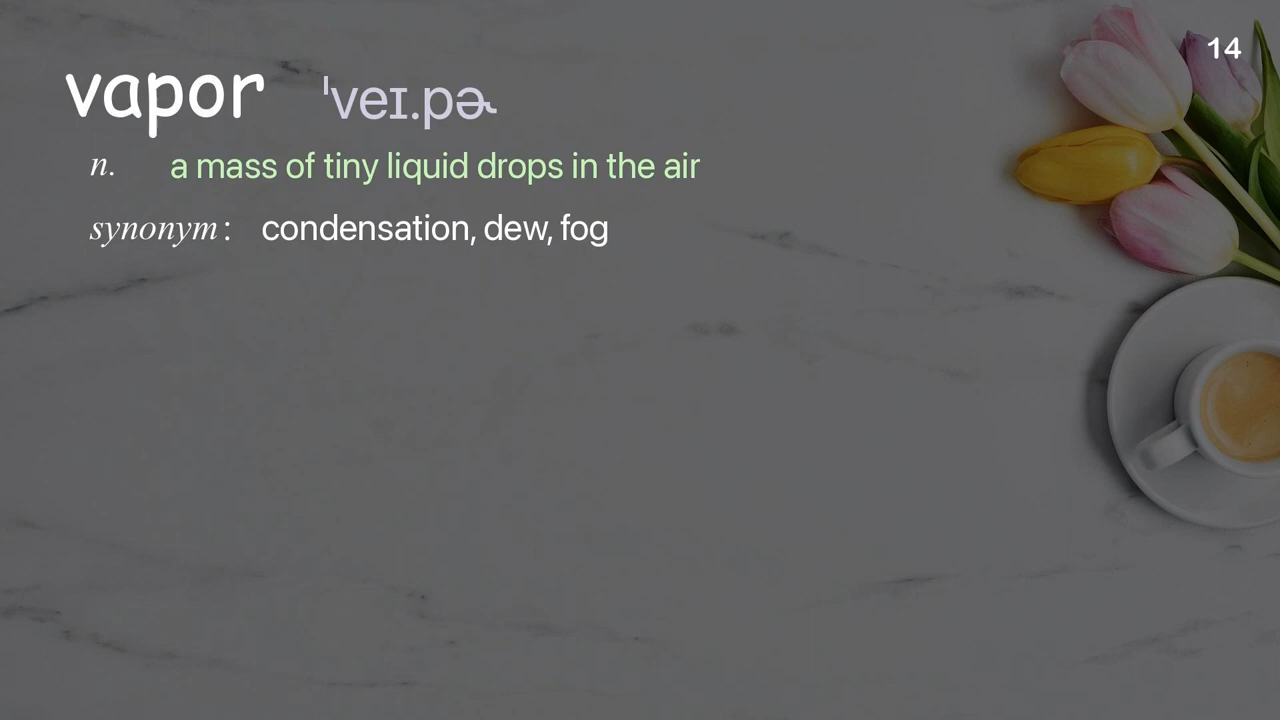 14
vapor ˈveɪ.pɚ
n. a mass of tiny liquid drops in the air
synonym : condensation, dew, fog